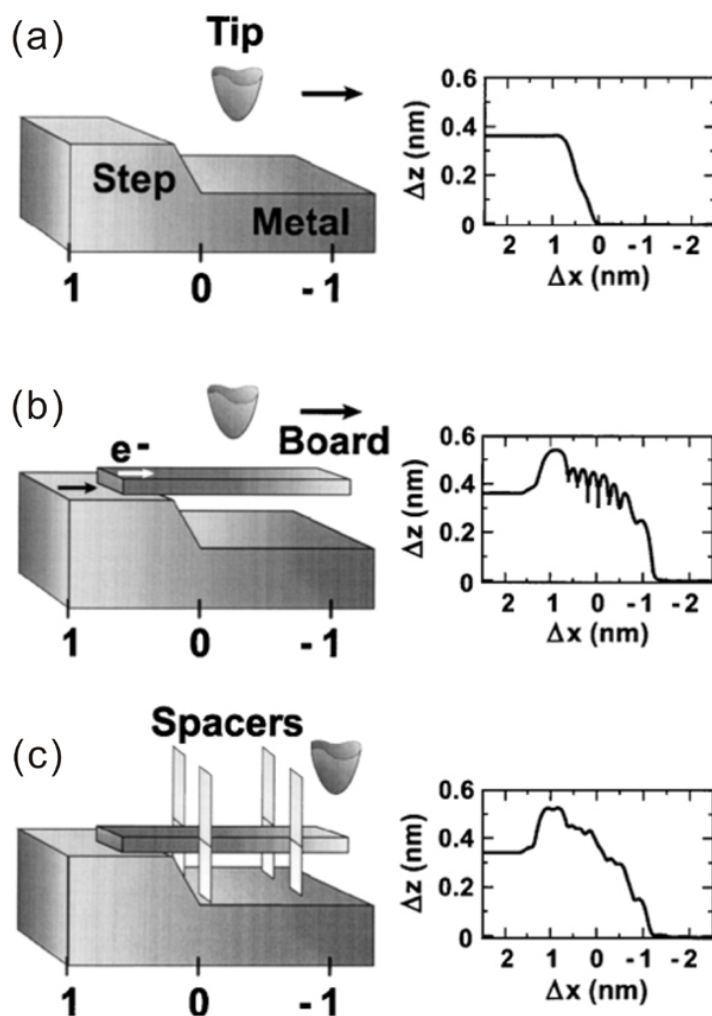 (a)
Tip
Step
Metal
1 0 -1
0.6
0.4
0.2
0
Δz (nm)
2 1 0 -1 -2
Δx (nm)
(b)
e-
Board
1 0 -1
0.6
0.4
0.2
0
Δz (nm)
2 1 0 -1 -2
Δx (nm)
(c)
Spacers
1 0 -1
0.6
0.4
0.2
0
Δz (nm)
2 1 0 -1 -2
Δx (nm)